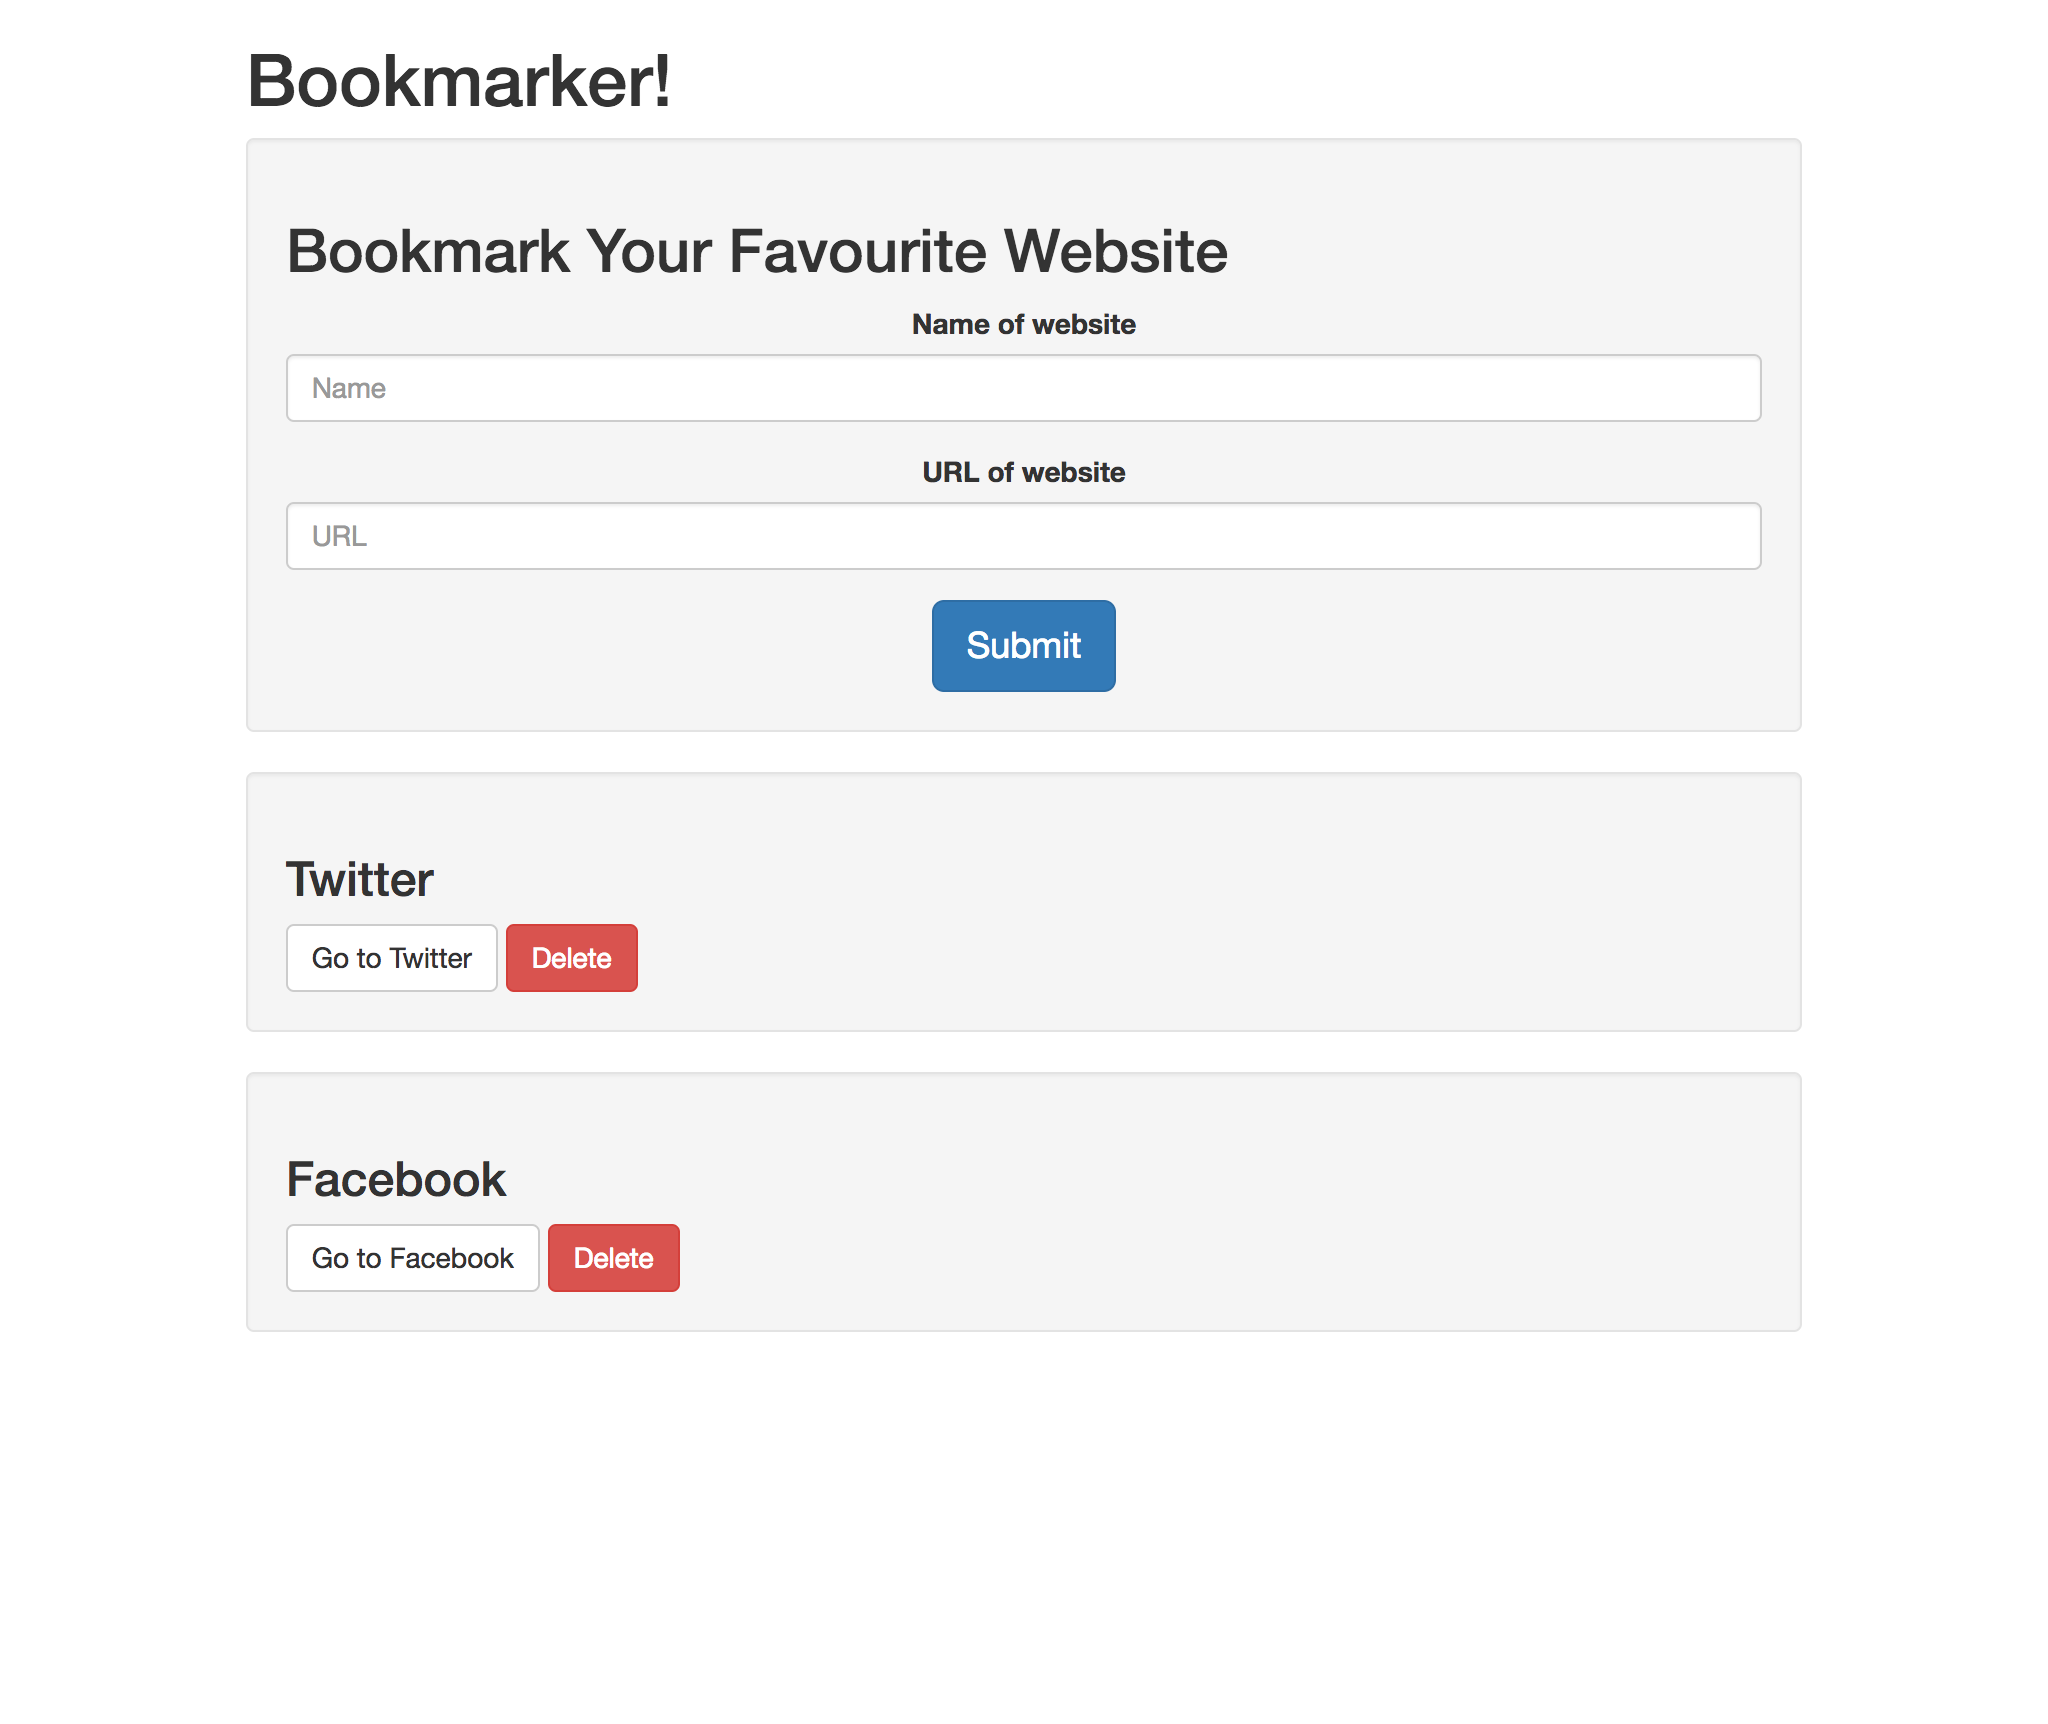 Bookmarker!
Bookmark Your Favourite Website
Name of website
Name
URL of website
URL
Submit
Twitter
Go to Twitter Delete
Facebook
Go to Facebook Delete